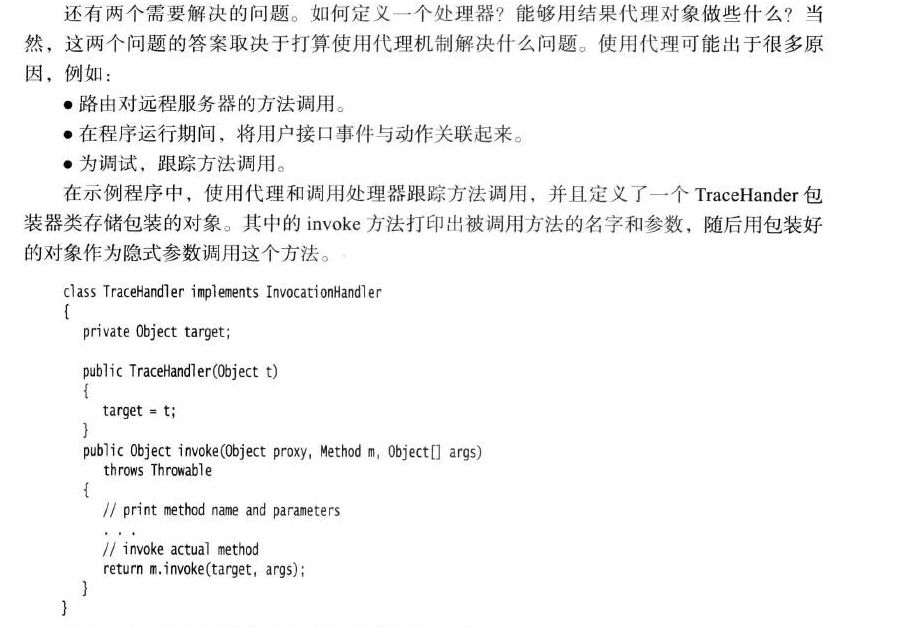 还有两个需要解决的问题。如何定义一个处理器？能够用结果代理对象做些什么？当
然，这两个问题的答案取决于打算使用代理机制解决什么问题。使用代理可能出于很多原
因，例如：
● 路由对远程服务器的方法调用。
● 在程序运行期间，将用户接口事件与动作关联起来。
● 为调试，跟踪方法调用。
在示例程序中，使用代理和调用处理器跟踪方法调用，并且定义了一个 TraceHander 包
装器类存储包装的对象。其中的 invoke 方法打印出被调用方法的名字和参数，随后用包装好
的对象作为隐式参数调用这个方法。
class TraceHandler implements InvocationHandler
{
private Object target;
public TraceHandler(Object t)
{
target = t;
}
public Object invoke(Object proxy, Method m, Object[] args)
throws Throwable
{
// print method name and parameters
. . .
// invoke actual method
return m.invoke(target, args);
}
}